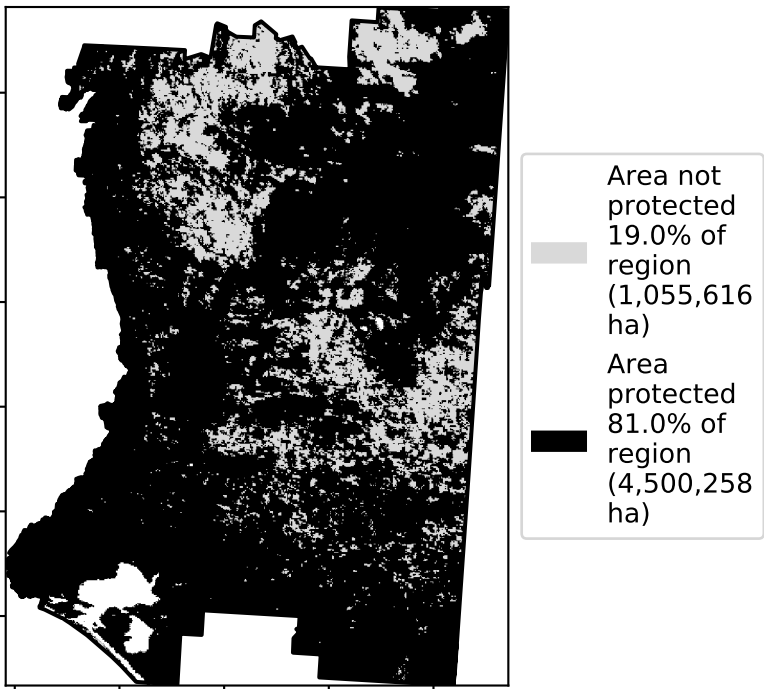 Area not
protected
19.0% of
region
(1,055,616
ha)
Area
protected
81.0% of
region
(4,500,258
ha)